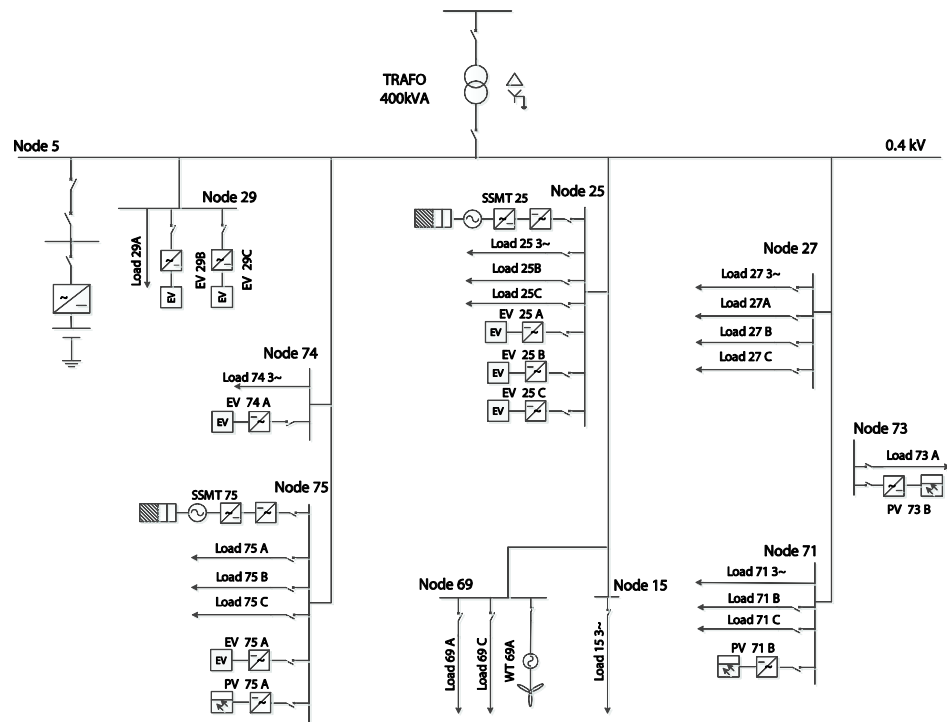 TRAFO
400kVA
Node 5
0.4 kV
Node 29
Load 29A
EV 29B
EV 29C
EV
EV
Node 25
SSMT 25
Load 25 3~
Load 25B
Load 25C
EV 25 A
EV
EV 25 B
EV
EV 25 C
EV
Node 27
Load 27 3~
Load 27A
Load 27 B
Load 27 C
Node 74
Load 74 3~
EV 74 A
EV
Node 73
Load 73 A
PV 73 B
Node 75
SSMT 75
Load 75 A
Load 75 B
Load 75 C
EV 75 A
EV
PV 75 A
Node 69
Load 69 A
Load 69 C
WT 69A
Node 15
Load 15 3~
Node 71
Load 71 3~
Load 71 B
Load 71 C
PV 71 B